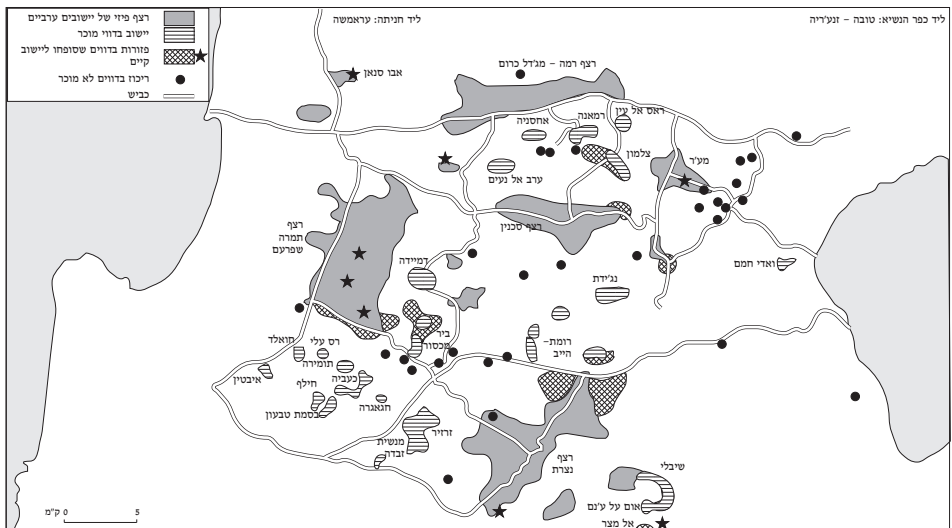 ליד כפר הנשיא: טובה – זנע'ריה
ליד חניתה: עראמשה
רצף פיזי של יישובים ערביים
יישוב בדווי מוכר
פזורות בדווים שסופחו ליישוב
קיים
ריכוז בדווים לא מוכר
כביש
אבו סנאן
רצף רמה – מג'דל כרום
ראס אל עין
רמאנה
אחסניה
צלמון
מע'ר
ערב אל נעים
רצף סכנין
רצף
תמרה
שפרעם
ואדי חמם
דמיידה
נג'ידת
ביר
מכסור
רומת–
הייב
חואלד
רס עלי
תומירה
איבטין
כעביה
חילף
חגאגרה
בסמת טבעון
זרזיר
מנשית
זבדה
רצף
נצרת
שיבלי
אום על ע'נם
אל מצר
5 0 ק"מ